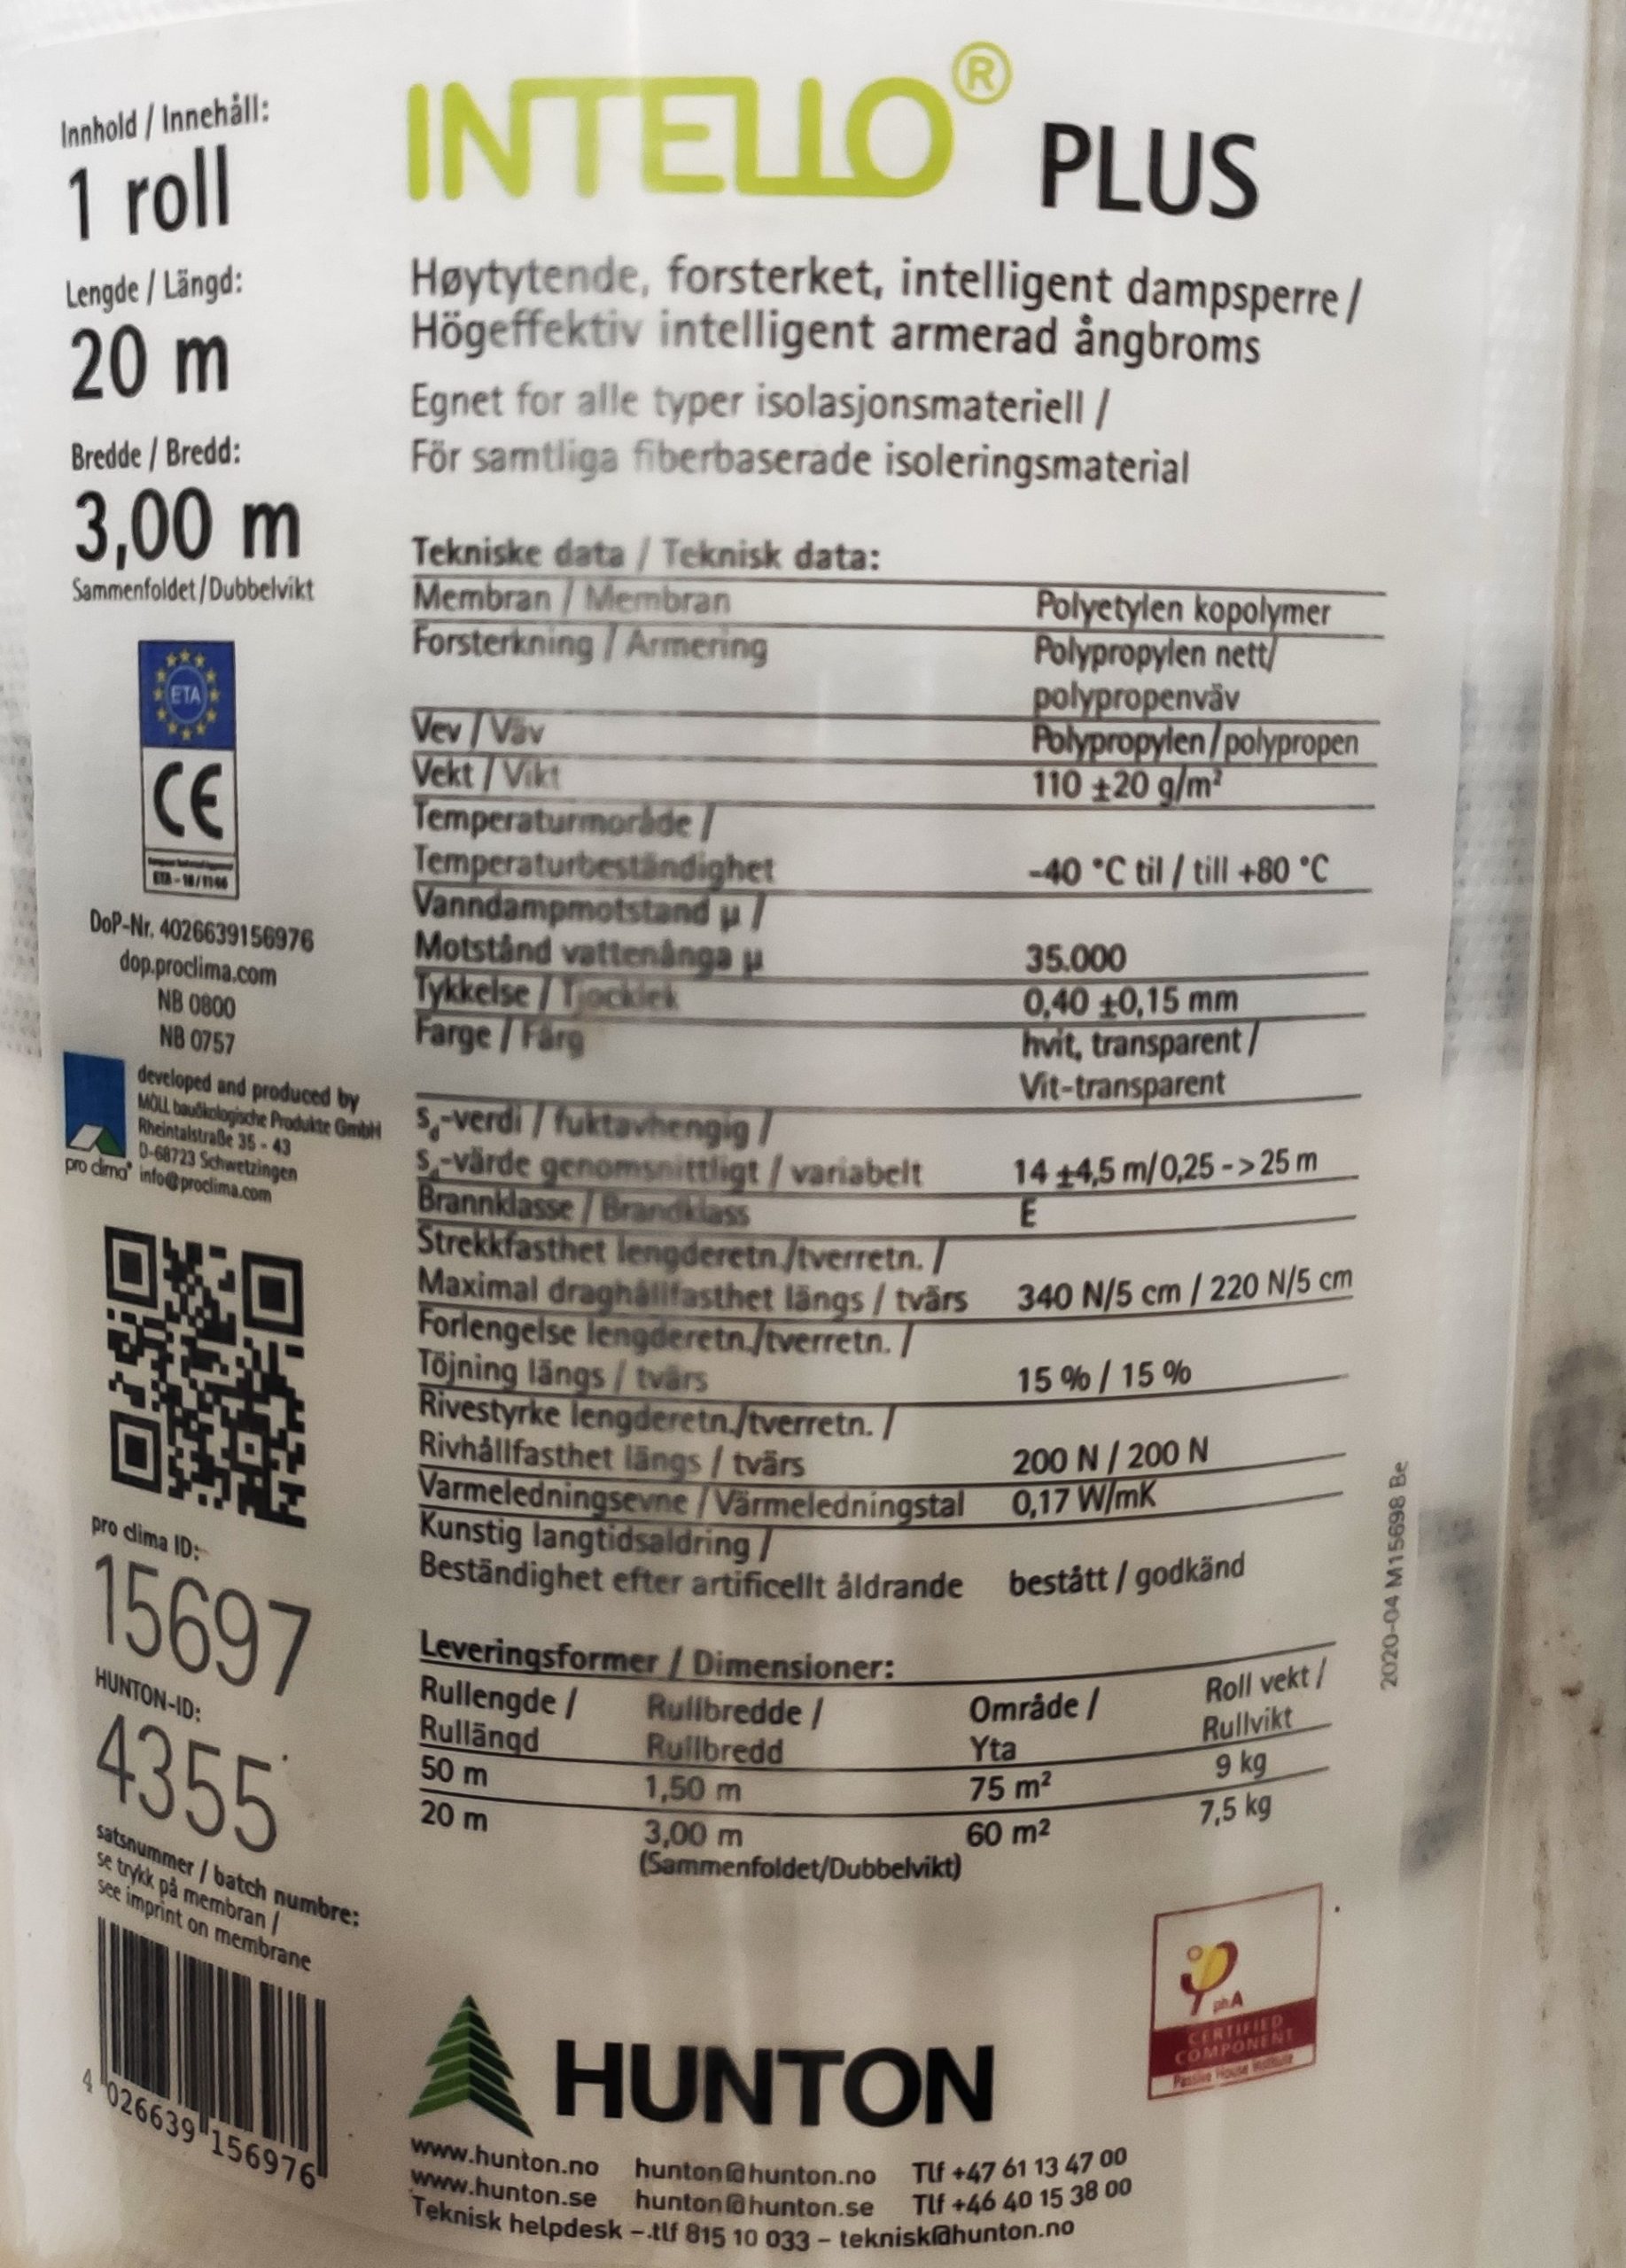 Innhold / Innehåll:
1 roll
Lengde / Längd:
20 m
Bredde / Bredd:
3,00 m
Sammenfoldet/Dubbelvikt
ETA
CE
ETA-18/1146
DoP-Nr. 4026639156976
dop.proclima.com
NB 0800
NB 0757
developed and produced by
MOLL bauökologische Produkte GmbH
Rheintalstraße 35 - 43
D-68723 Schwetzingen
pro clima info@proclima.com
pro clima ID:
15697
HUNTON-ID:
4355
satsnummer / batch numbre:
se trykk på membran /
see imprint on membrane
4 026639 156976
INTELLO® PLUS
Høytytende, forsterket, intelligent dampsperre /
Högeffektiv intelligent armerad ångbroms
Egnet for alle typer isolasjonsmateriell /
För samtliga fiberbaserade isoleringsmaterial
Tekniske data / Teknisk data:
Membran / Membran Polyetylen kopolymer
Forsterkning / Armering Polypropylen nett/
polypropenväv
Vev / Väv Polypropylen/polypropen
Vekt / Vikt 110 ±20 g/m²
Temperaturmoråde /
Temperaturbeständighet -40 °C til / till +80 °C
Vanndampmotstand µ /
Motstånd vattenånga µ 35.000
Tykkelse / Tjocklek 0,40 ±0,15 mm
Farge / Färg hvit, transparent /
Vit-transparent
sd-verdi / fuktavhengig /
sd-värde genomsnittligt / variabelt 14 ±4,5 m/0,25 -> 25 m
Brannklasse / Brandklass E
Strekkfasthet lengderetn./tverretn. /
Maximal draghållfasthet längs / tvärs 340 N/5 cm / 220 N/5 cm
Forlengelse lengderetn./tverretn. /
Töjning längs / tvärs 15 % / 15 %
Rivestyrke lengderetn./tverretn. /
Rivhållfasthet längs / tvärs 200 N / 200 N
Varmeledningsevne / Värmeledningstal 0,17 W/mK
Kunstig langtidsaldring /
Beständighet efter artificellt åldrande bestått / godkänd
Leveringsformer / Dimensioner:
Rullengde / Rullbredde / Område / Roll vekt /
Rullängd Rullbredd Yta Rullvikt
50 m 1,50 m 75 m² 9 kg
20 m 3,00 m 60 m² 7,5 kg
(Sammenfoldet/Dubbelvikt)
2020-04 M15698 Be
phA
CERTIFIED
COMPONENT
Passive House Institute
HUNTON
www.hunton.no hunton@hunton.no Tlf +47 61 13 47 00
www.hunton.se hunton@hunton.se Tlf +46 40 15 38 00
Teknisk helpdesk -.tlf 815 10 033 - teknisk@hunton.no